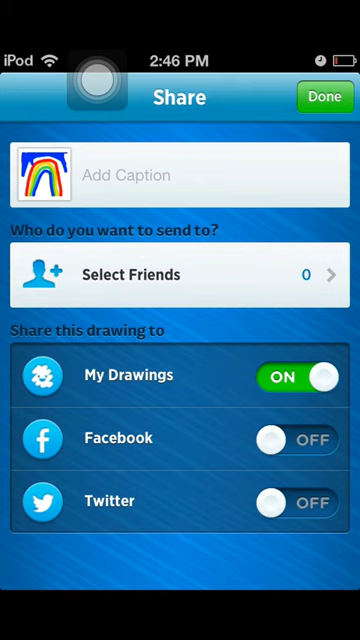 iPod 2:46 PM
Share
Done
Add Caption
Who do you want to send to?
Select Friends 0
Share this drawing to
My Drawings ON
Facebook OFF
Twitter OFF